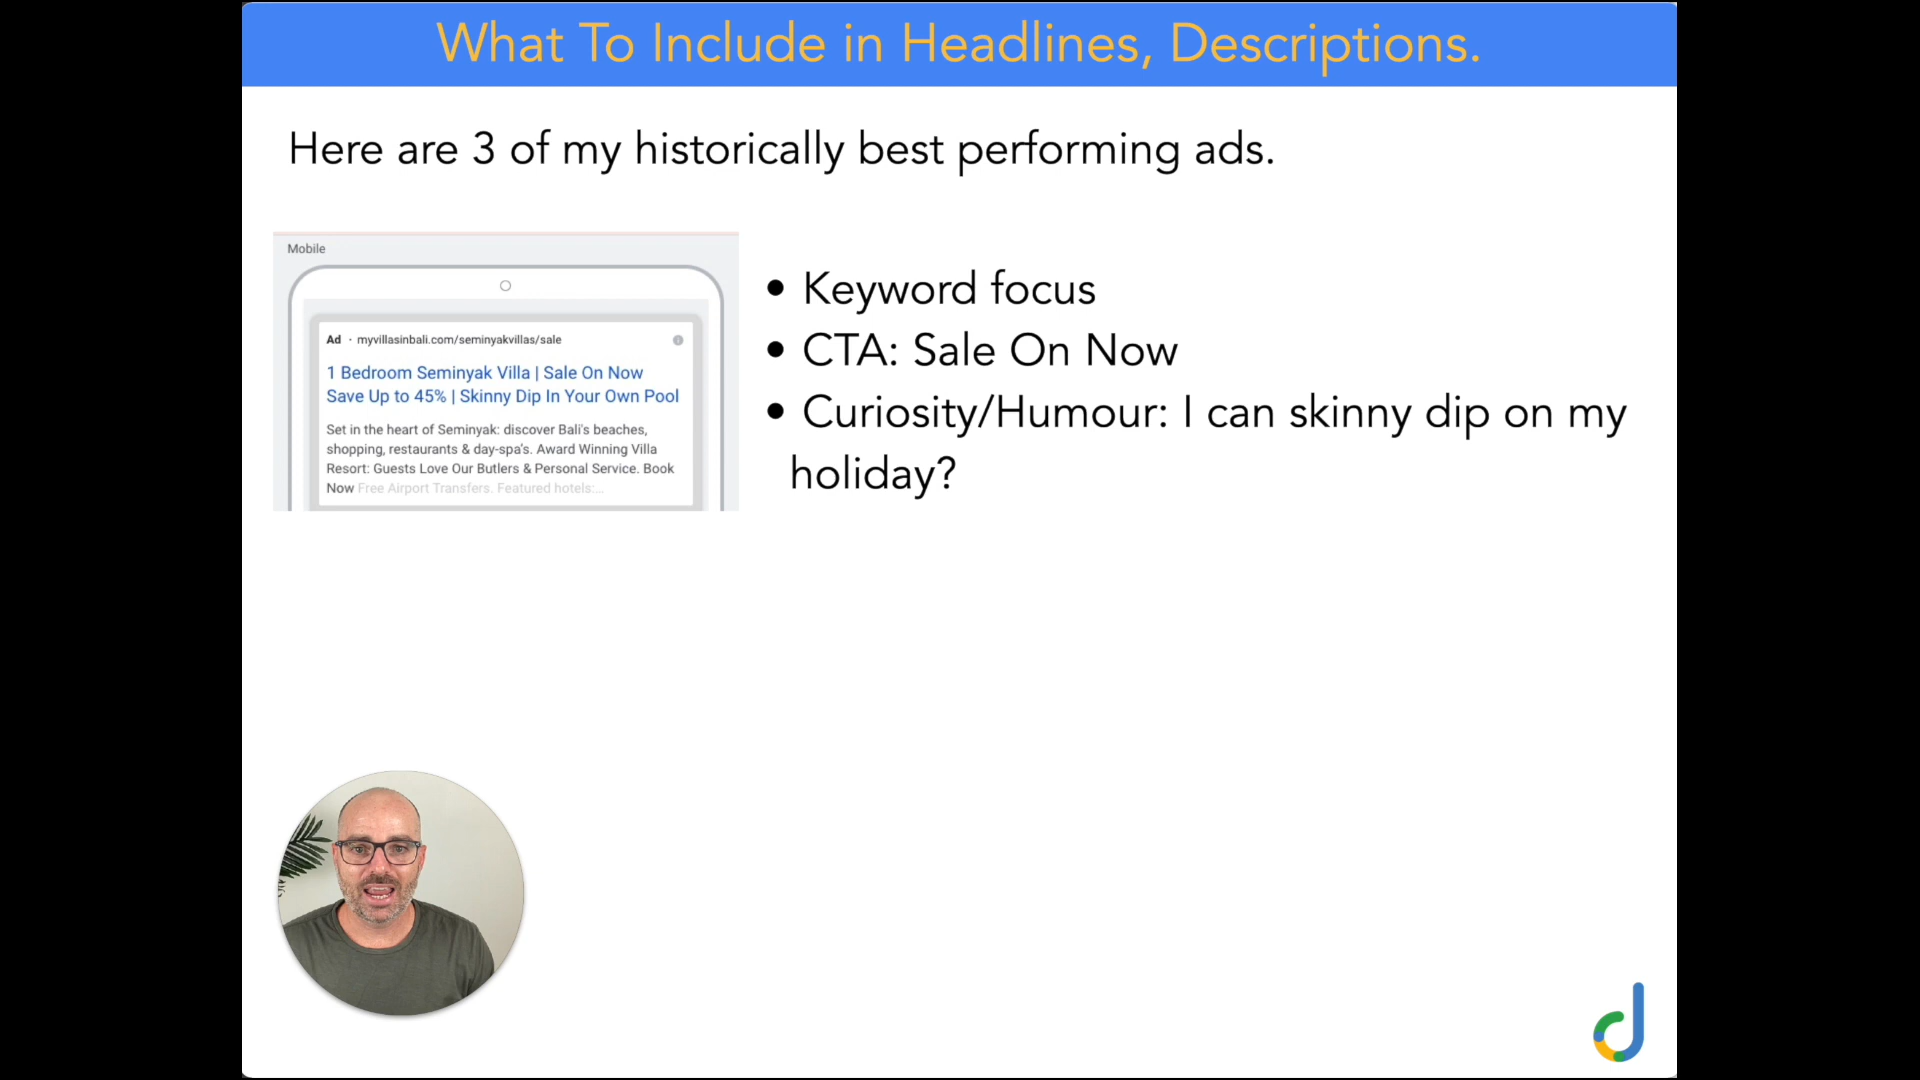 What To Include in Headlines, Descriptions.
Here are 3 of my historically best performing ads.
Mobile
Ad · myvillasinbali.com/seminyakvillas/sale
1 Bedroom Seminyak Villa | Sale On Now
Save Up to 45% | Skinny Dip In Your Own Pool
Set in the heart of Seminyak: discover Bali's beaches,
shopping, restaurants & day-spa's. Award Winning Villa
Resort: Guests Love Our Butlers & Personal Service. Book
Now Free Airport Transfers. Featured hotels:...
• Keyword focus
• CTA: Sale On Now
• Curiosity/Humour: I can skinny dip on my
holiday?